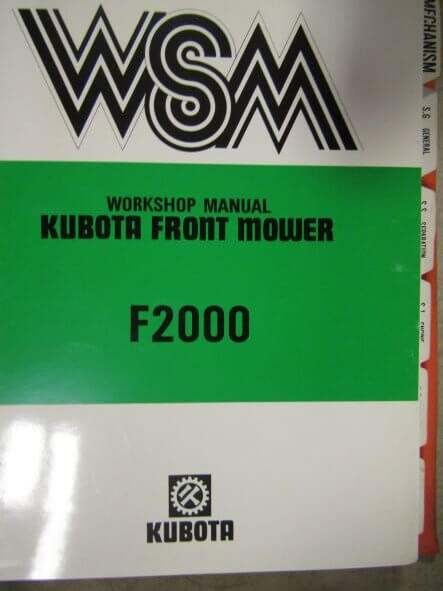 WSM
WORKSHOP MANUAL
KUBOTA FRONT MOWER
F2000
KUBOTA
MECHANISM
S.G GENERAL